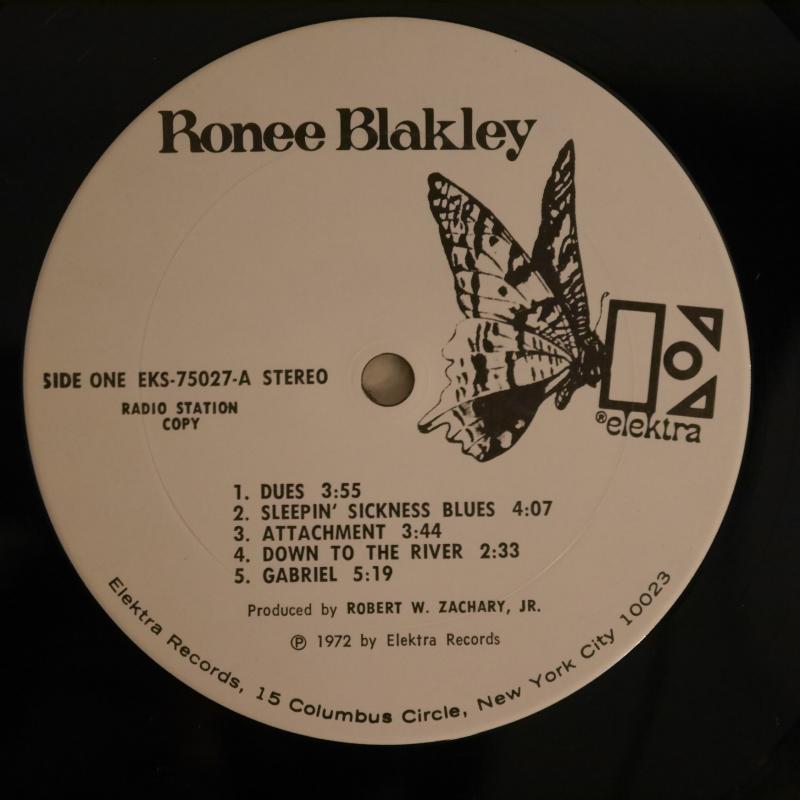 Ronee Blakley
®elektra
SIDE ONE EKS-75027-A STEREO
RADIO STATION
COPY
1. DUES 3:55
2. SLEEPIN' SICKNESS BLUES 4:07
3. ATTACHMENT 3:44
4. DOWN TO THE RIVER 2:33
5. GABRIEL 5:19
Produced by ROBERT W. ZACHARY, JR.
℗ 1972 by Elektra Records
Elektra Records, 15 Columbus Circle, New York City 10023